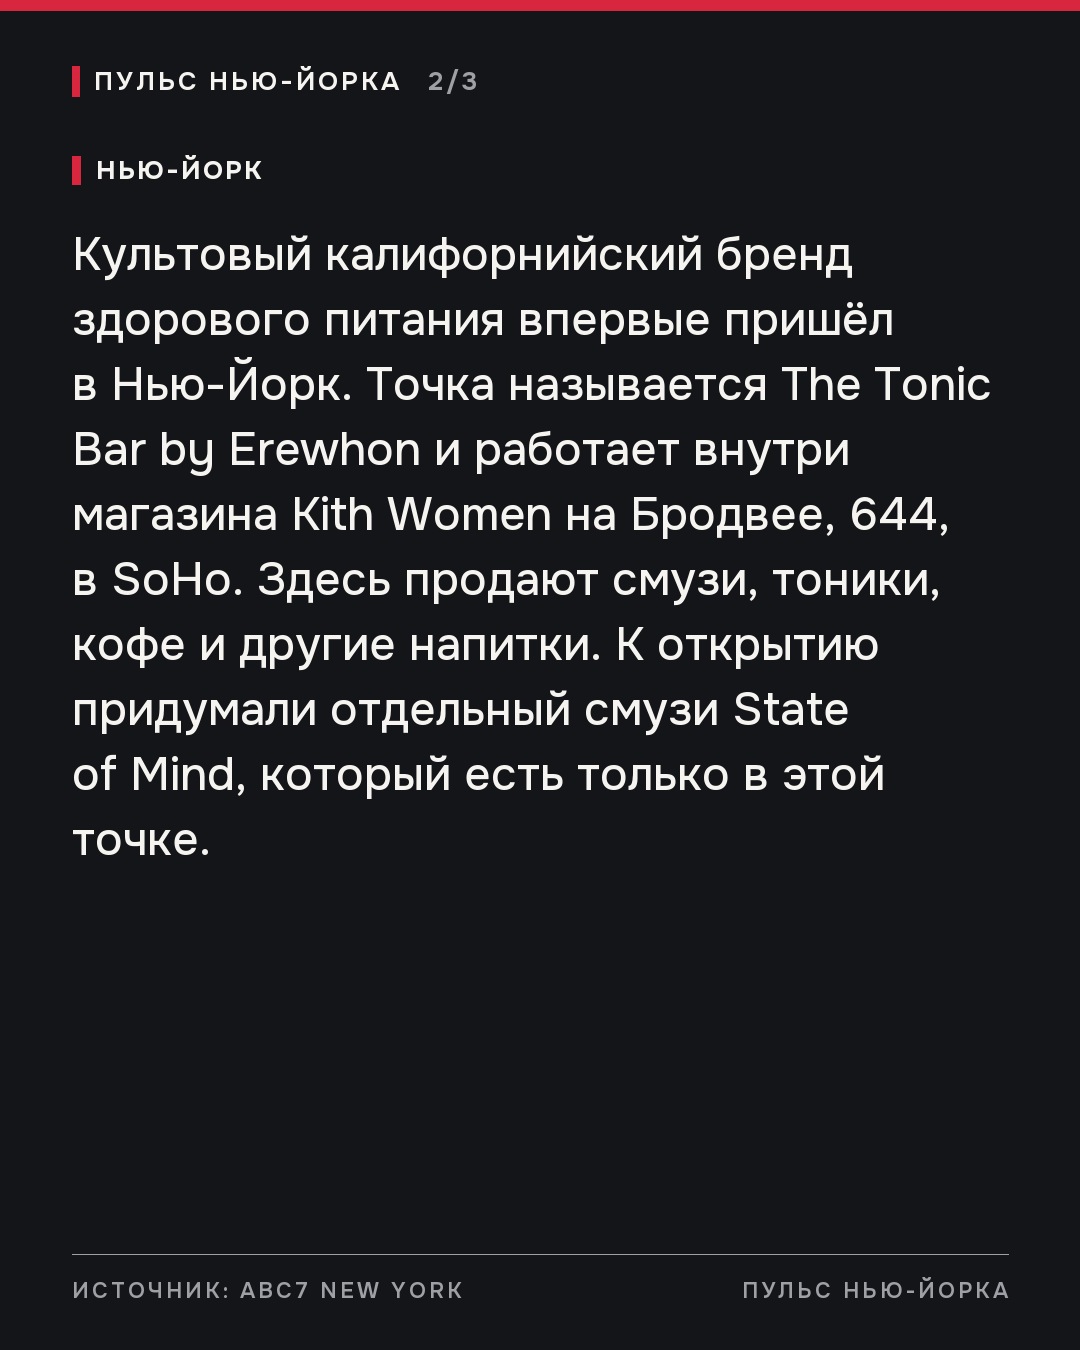 ПУЛЬС НЬЮ-ЙОРКА 2/3
НЬЮ-ЙОРК
Культовый калифорнийский бренд
здорового питания впервые пришёл
в Нью-Йорк. Точка называется The Tonic
Bar by Erewhon и работает внутри
магазина Kith Women на Бродвее, 644,
в SoHo. Здесь продают смузи, тоники,
кофе и другие напитки. К открытию
придумали отдельный смузи State
of Mind, который есть только в этой
точке.
ИСТОЧНИК: ABC7 NEW YORK ПУЛЬС НЬЮ-ЙОРКА